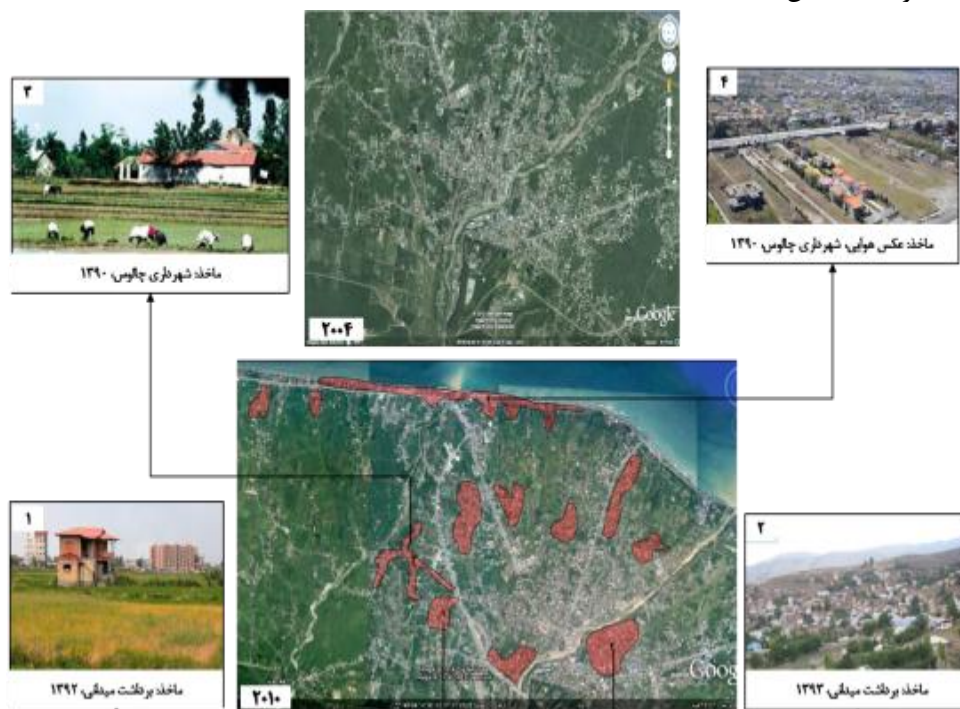 ۳
ماخذ: شهرداری چالوس، ۱۳۹۰
Google
۲۰۰۴
۴
ماخذ: عکس هوایی، شهرداری چالوس، ۱۳۹۰
۱
ماخذ: برداشت میدانی، ۱۳۹۲
Goog
۲۰۱۰
۲
ماخذ: برداشت میدانی، ۱۳۹۳